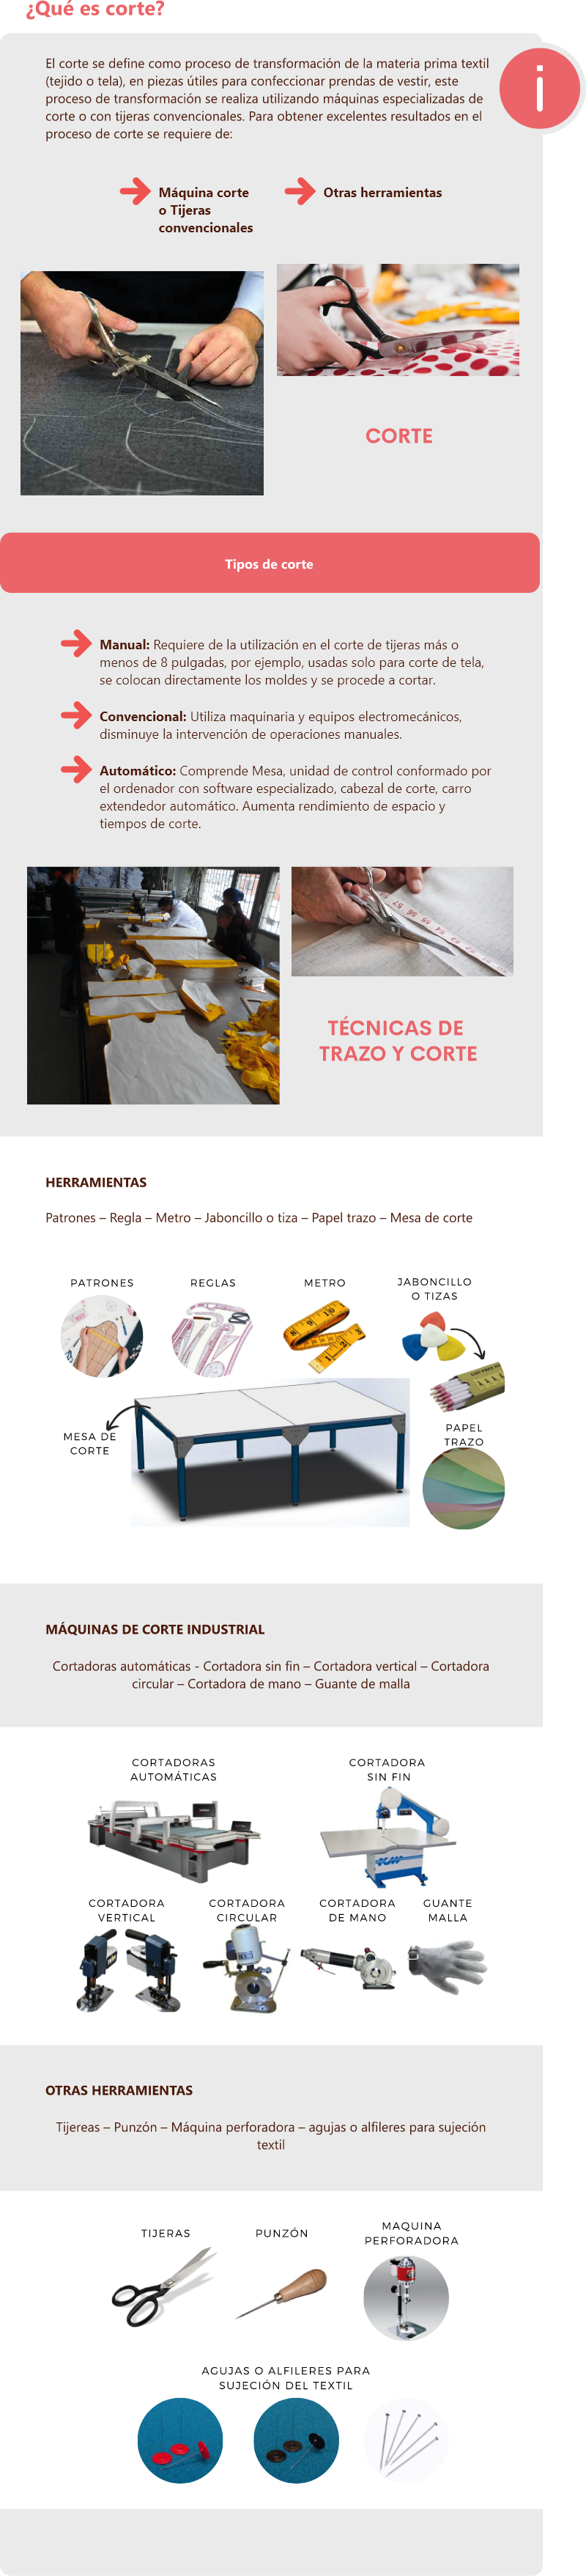 ¿Qué es corte?
El corte se define como proceso de transformación de la materia prima textil
(tejido o tela), en piezas útiles para confeccionar prendas de vestir, este
proceso de transformación se realiza utilizando máquinas especializadas de
corte o con tijeras convencionales. Para obtener excelentes resultados en el
proceso de corte se requiere de:
i
Máquina corte
o Tijeras
convencionales
Otras herramientas
CORTE
Tipos de corte
Manual: Requiere de la utilización en el corte de tijeras más o
menos de 8 pulgadas, por ejemplo, usadas solo para corte de tela,
se colocan directamente los moldes y se procede a cortar.
Convencional: Utiliza maquinaria y equipos electromecánicos,
disminuye la intervención de operaciones manuales.
Automático: Comprende Mesa, unidad de control conformado por
el ordenador con software especializado, cabezal de corte, carro
extendedor automático. Aumenta rendimiento de espacio y
tiempos de corte.
TÉCNICAS DE
TRAZO Y CORTE
HERRAMIENTAS
Patrones – Regla – Metro – Jaboncillo o tiza – Papel trazo – Mesa de corte
PATRONES
REGLAS
METRO
JABONCILLO
O TIZAS
MESA DE
CORTE
PAPEL
TRAZO
MÁQUINAS DE CORTE INDUSTRIAL
Cortadoras automáticas - Cortadora sin fin – Cortadora vertical – Cortadora
circular – Cortadora de mano – Guante de malla
CORTADORAS
AUTOMÁTICAS
CORTADORA
SIN FIN
CORTADORA
VERTICAL
CORTADORA
CIRCULAR
CORTADORA
DE MANO
GUANTE
MALLA
OTRAS HERRAMIENTAS
Tijereas – Punzón – Máquina perforadora – agujas o alfileres para sujeción
textil
TIJERAS
PUNZÓN
MAQUINA
PERFORADORA
AGUJAS O ALFILERES PARA
SUJECIÓN DEL TEXTIL